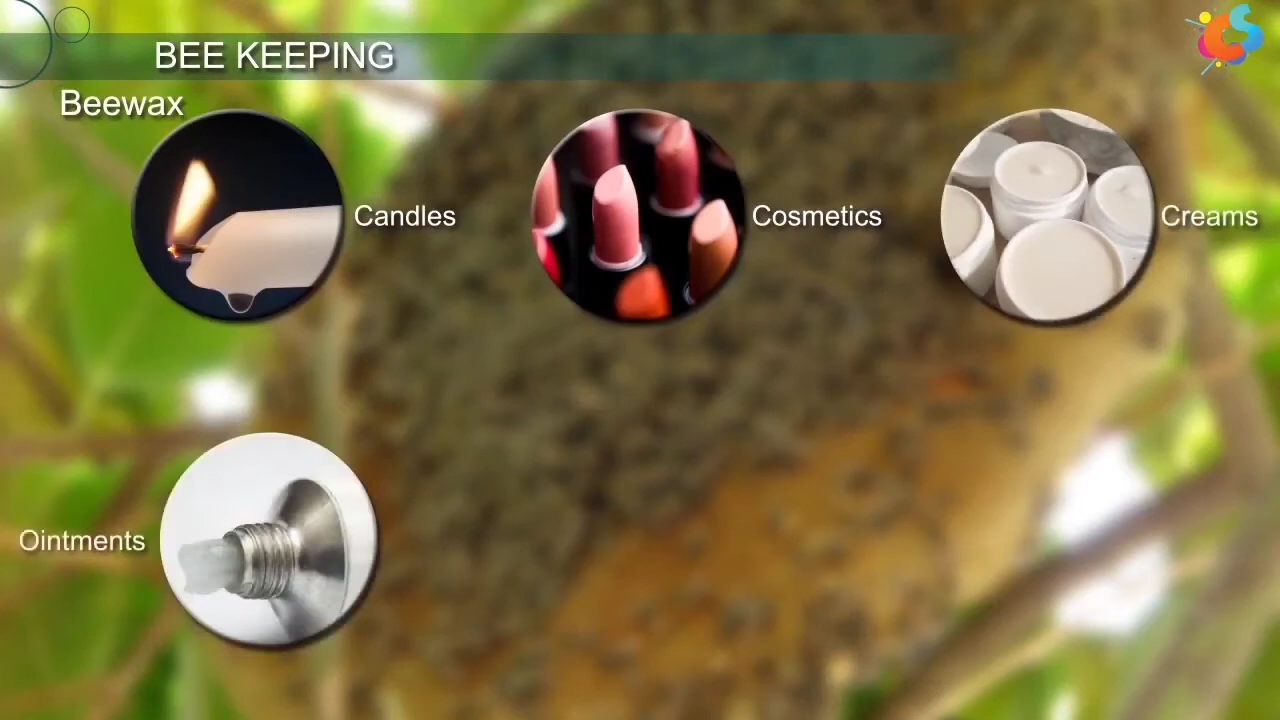 BEE KEEPING
Beewax
Candles
Cosmetics
Creams
Ointments